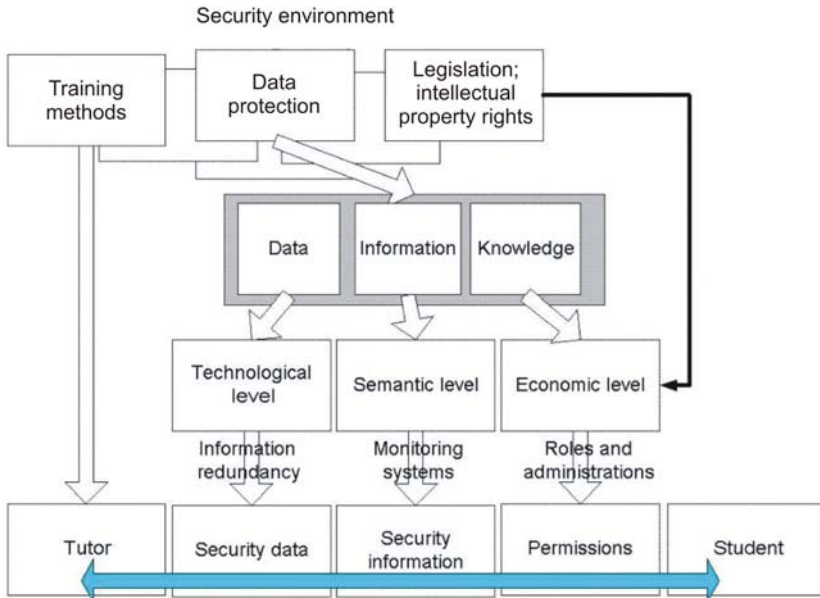 Security environment
Training
methods
Data
protection
Legislation;
intellectual
property rights
Data
Information
Knowledge
Technological
level
Semantic level
Economic level
Information
redundancy
Monitoring
systems
Roles and
administrations
Tutor
Security data
Security
information
Permissions
Student